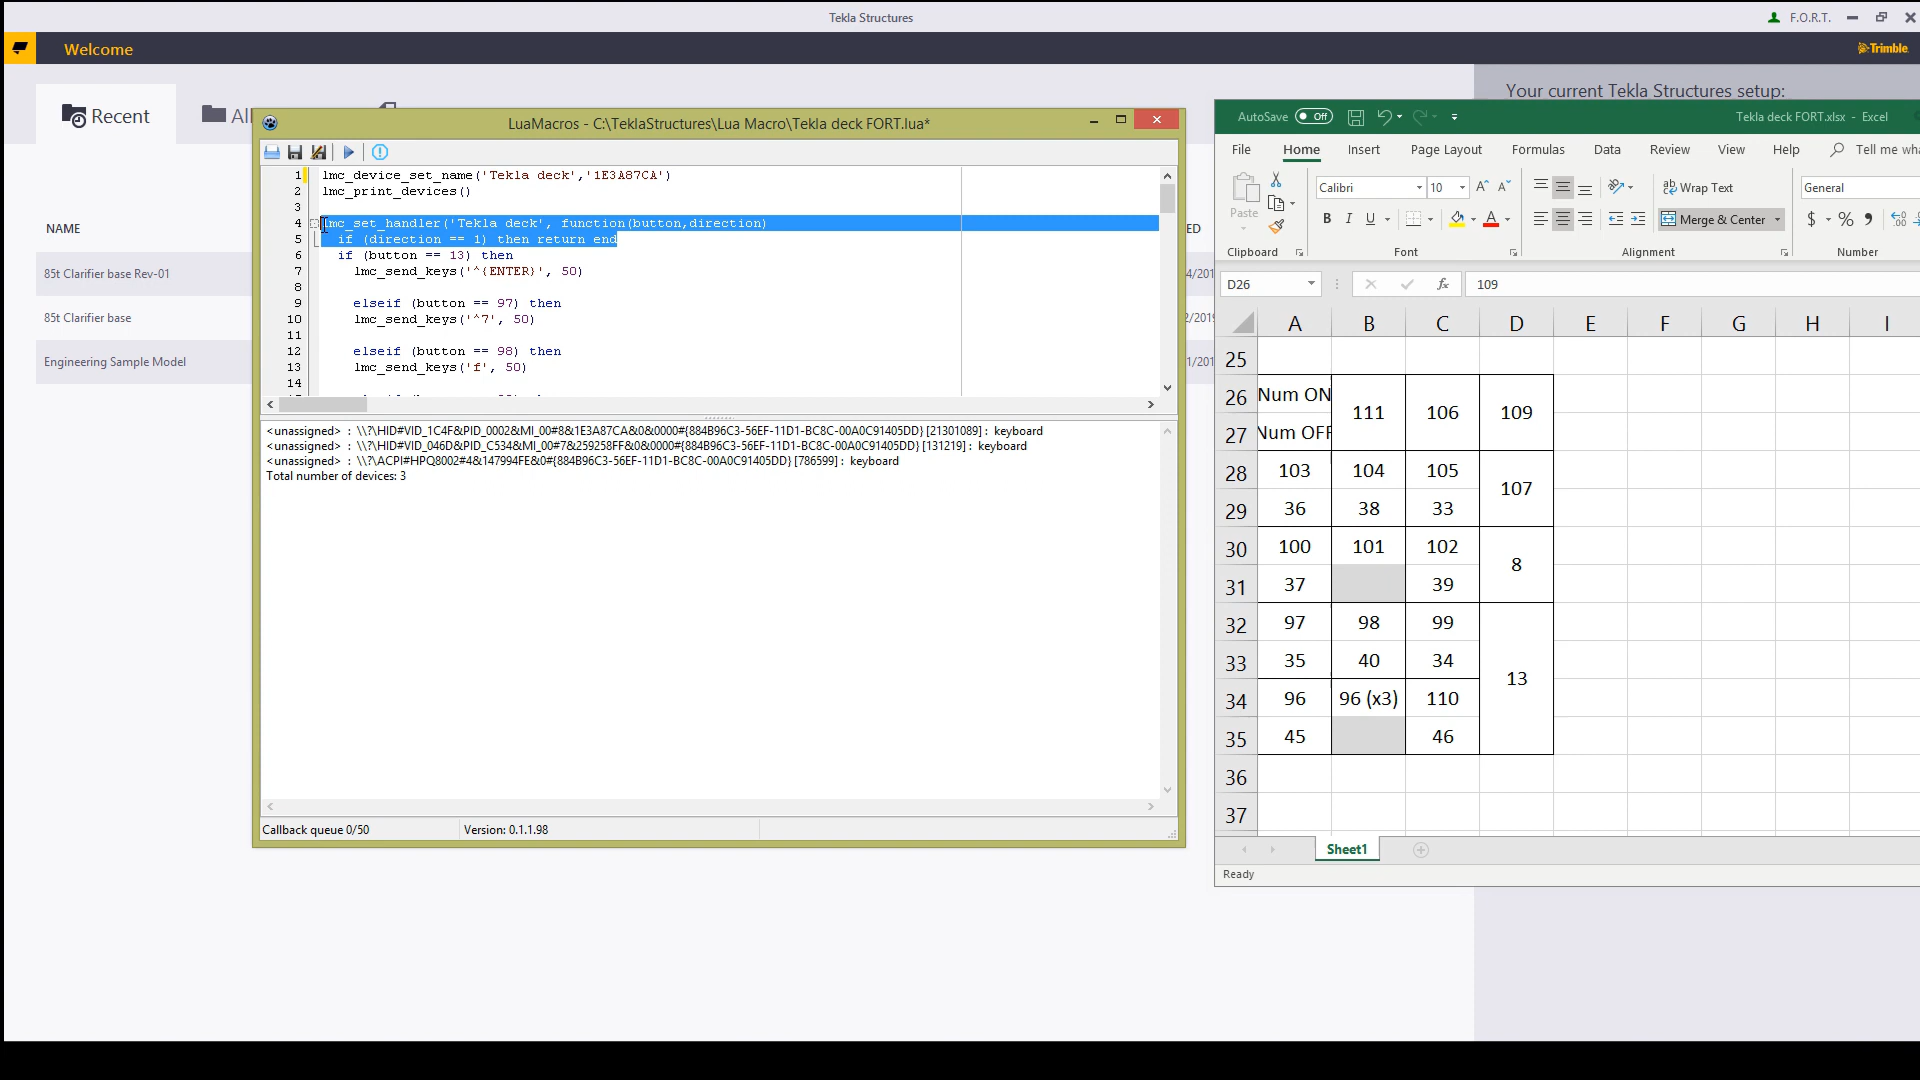 Tekla Structures
F.O.R.T.
Welcome
Trimble
Your current Tekla Structures setup:
Recent
All
NAME
85t Clarifier base Rev-01
85t Clarifier base
Engineering Sample Model
ED
4/201
2/2019
1/201
LuaMacros - C:\TeklaStructures\Lua Macro\Tekla deck FORT.lua*
1 lmc_device_set_name('Tekla deck','1E3A87CA')
2 lmc_print_devices()
3
4 lmc_set_handler('Tekla deck', function(button,direction)
5 if (direction == 1) then return end
6 if (button == 13) then
7 lmc_send_keys('^{ENTER}', 50)
8
9 elseif (button == 97) then
10 lmc_send_keys('^7', 50)
11
12 elseif (button == 98) then
13 lmc_send_keys('f', 50)
14
<unassigned> : \\?\HID#VID_1C4F&PID_0002&MI_00#8&1E3A87CA&0&0000#{884B96C3-56EF-11D1-BC8C-00A0C91405DD} [21301089] : keyboard
<unassigned> : \\?\HID#VID_046D&PID_C534&MI_00#7&259258FF&0&0000#{884B96C3-56EF-11D1-BC8C-00A0C91405DD} [131219] : keyboard
<unassigned> : \\?\ACPI#HPQ8002#4&147994FE&0#{884B96C3-56EF-11D1-BC8C-00A0C91405DD} [786599] : keyboard
Total number of devices: 3
Callback queue 0/50 Version: 0.1.1.98
AutoSave Off Tekla deck FORT.xlsx - Excel
File Home Insert Page Layout Formulas Data Review View Help Tell me wha
Paste
Calibri 10
Wrap Text
General
B I U
Merge & Center
$ % 9
Clipboard Font Alignment Number
D26 fx 109
A B C D E F G H I
25
26 Num ON 111 106 109
27 Num OFF
28 103 104 105 107
29 36 38 33
30 100 101 102 8
31 37 39
32 97 98 99 13
33 35 40 34
34 96 96 (x3) 110
35 45 46
36
37
Sheet1
Ready